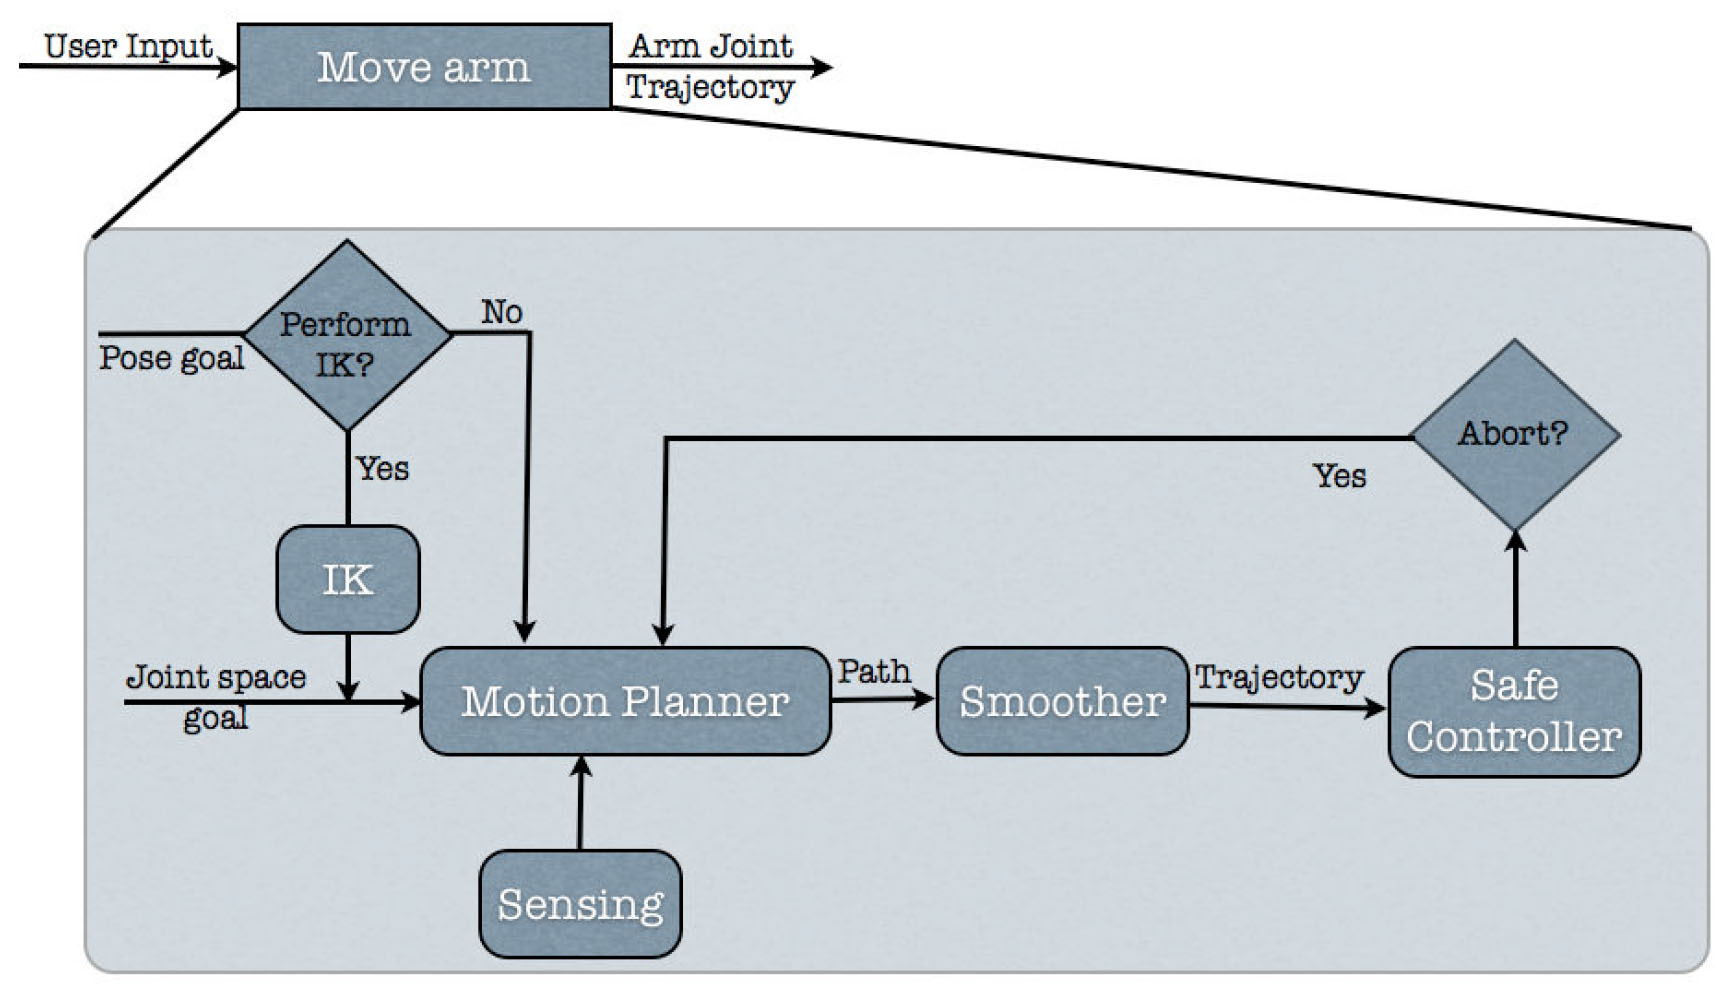 User Input
Move arm
Arm Joint
Trajectory
Perform
IK?
No
Pose goal
Yes
Abort?
Yes
IK
Joint space
goal
Motion Planner
Path
Smoother
Trajectory
Safe
Controller
Sensing